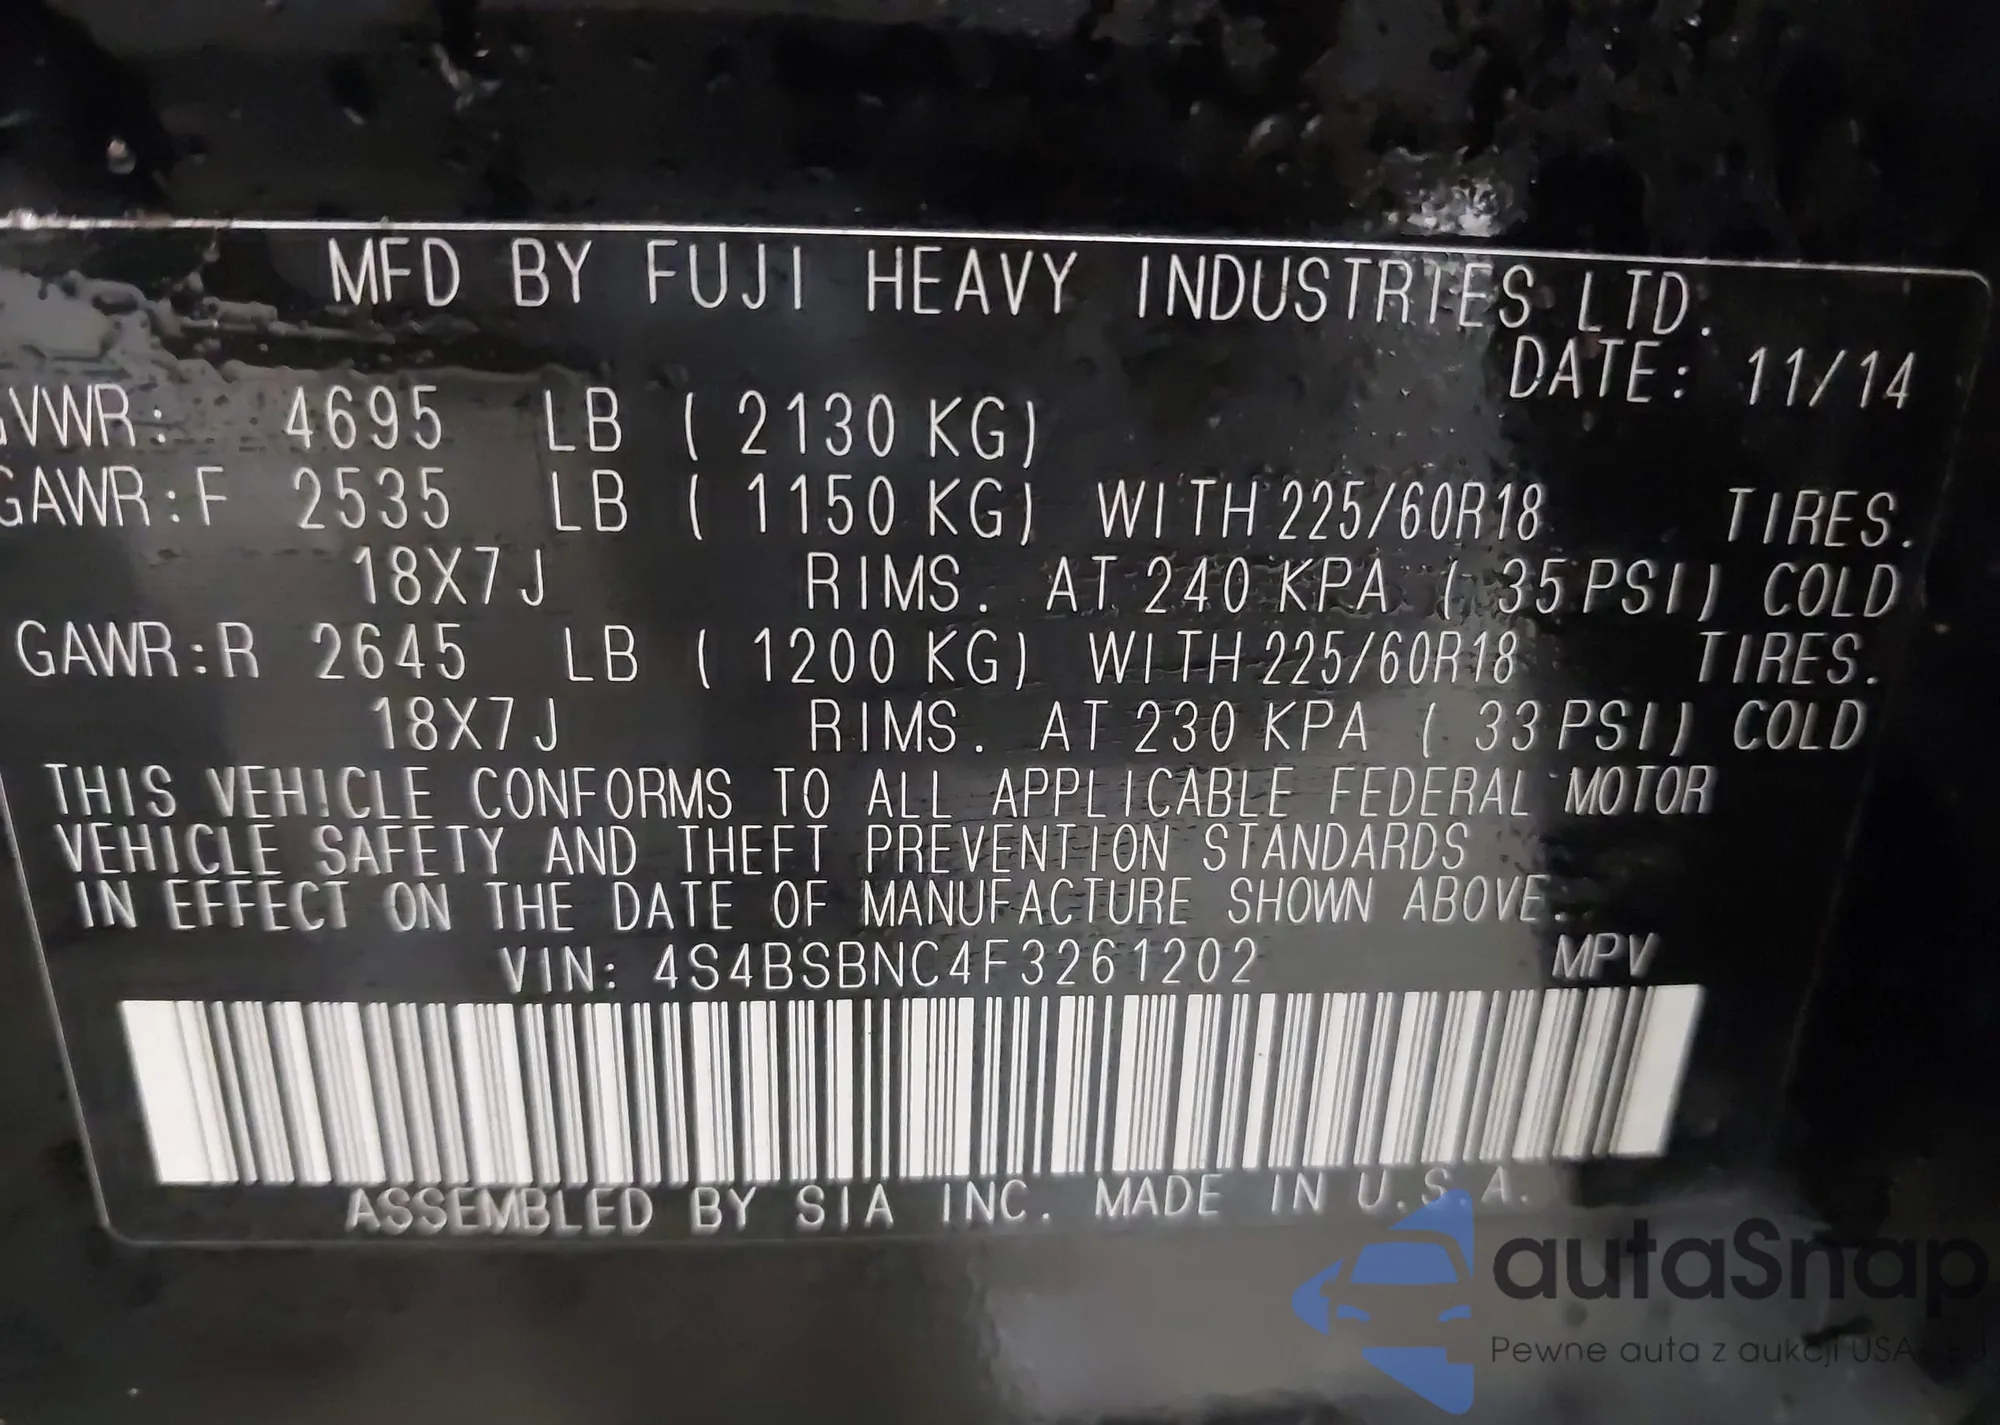 MFD BY FUJI HEAVY INDUSTRIES LTD.
DATE: 11/14
GVWR: 4695 LB ( 2130 KG)
GAWR:F 2535 LB ( 1150 KG) WITH 225/60R18 TIRES.
18X7J RIMS. AT 240 KPA ( 35 PSI) COLD
GAWR:R 2645 LB ( 1200 KG) WITH 225/60R18 TIRES.
18X7J RIMS. AT 230 KPA ( 33 PSI) COLD
THIS VEHICLE CONFORMS TO ALL APPLICABLE FEDERAL MOTOR
VEHICLE SAFETY AND THEFT PREVENTION STANDARDS
IN EFFECT ON THE DATE OF MANUFACTURE SHOWN ABOVE.
VIN: 4S4BSBNC4F3261202 MPV
ASSEMBLED BY SIA INC. MADE IN U.S.A.
autaSnap
Pewne auta z aukcji USA